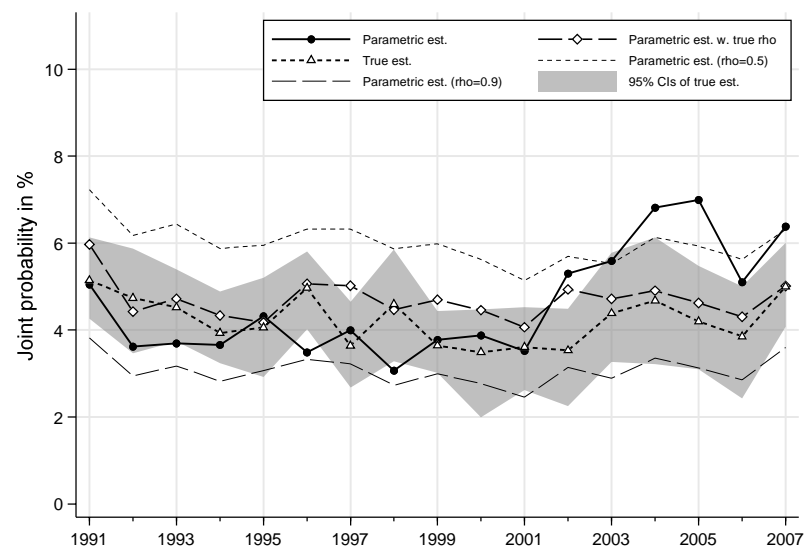 Parametric est.
True est.
Parametric est. (rho=0.9)
Parametric est. w. true rho
Parametric est. (rho=0.5)
95% CIs of true est.
Joint probability in %
10
8
6
4
2
0
1991 1993 1995 1997 1999 2001 2003 2005 2007